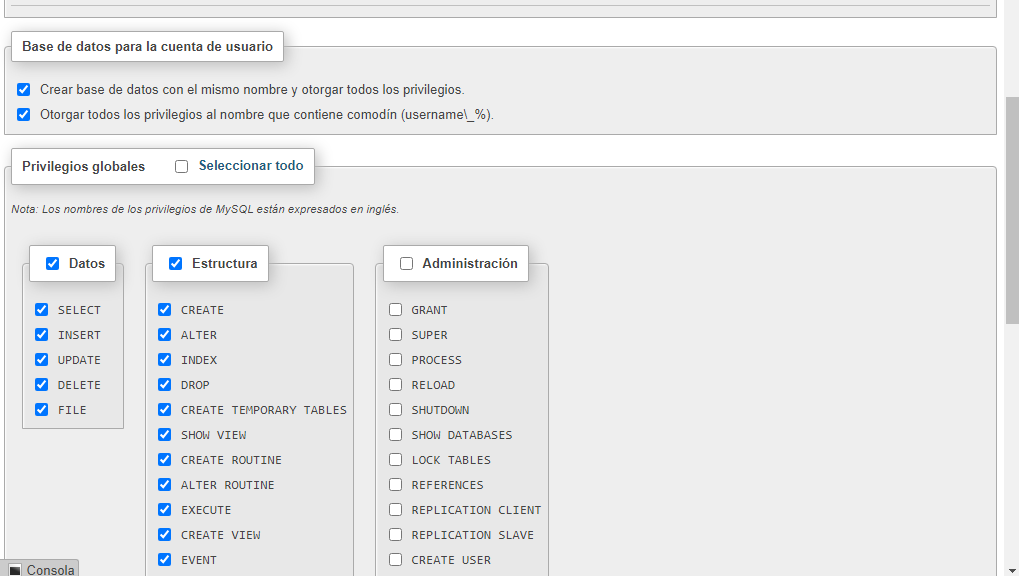 Base de datos para la cuenta de usuario
Crear base de datos con el mismo nombre y otorgar todos los privilegios.
Otorgar todos los privilegios al nombre que contiene comodín (username\_%).
Privilegios globales Seleccionar todo
Nota: Los nombres de los privilegios de MySQL están expresados en inglés.
Datos
SELECT
INSERT
UPDATE
DELETE
FILE
Estructura
CREATE
ALTER
INDEX
DROP
CREATE TEMPORARY TABLES
SHOW VIEW
CREATE ROUTINE
ALTER ROUTINE
EXECUTE
CREATE VIEW
EVENT
Administración
GRANT
SUPER
PROCESS
RELOAD
SHUTDOWN
SHOW DATABASES
LOCK TABLES
REFERENCES
REPLICATION CLIENT
REPLICATION SLAVE
CREATE USER
Consola